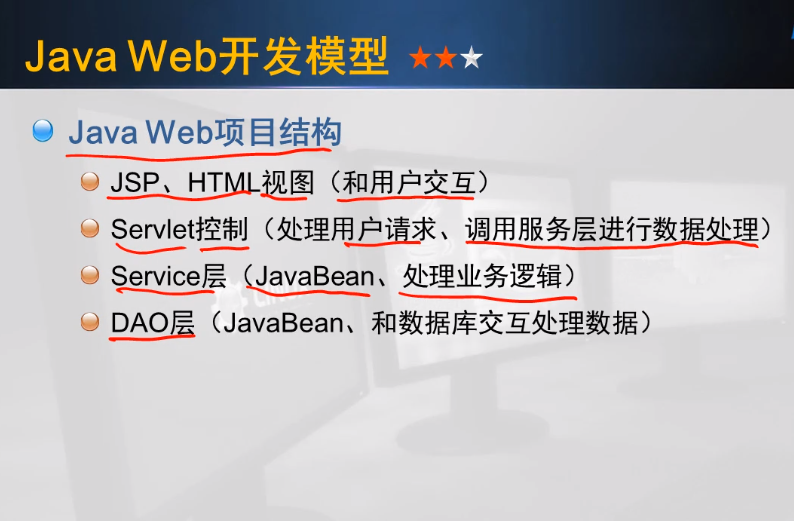 Java Web开发模型
Java Web项目结构
JSP、HTML视图（和用户交互）
Servlet控制（处理用户请求、调用服务层进行数据处理）
Service层（JavaBean、处理业务逻辑）
DAO层（JavaBean、和数据库交互处理数据）